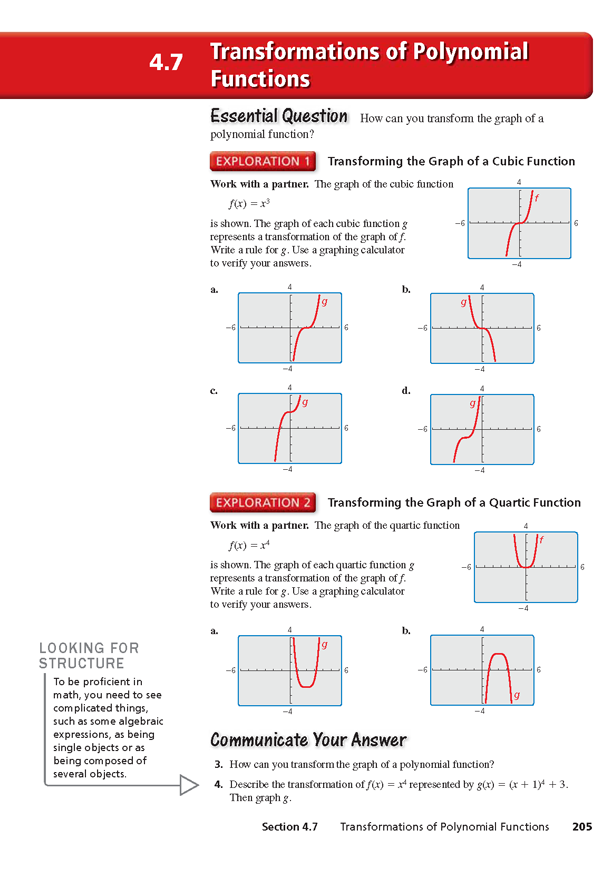 4.7
Transformations of Polynomial
Functions
Essential Question How can you transform the graph of a
polynomial function?
EXPLORATION 1 Transforming the Graph of a Cubic Function
Work with a partner. The graph of the cubic function
f(x) = x³
is shown. The graph of each cubic function g
represents a transformation of the graph of f.
Write a rule for g. Use a graphing calculator
to verify your answers.
4
f
−6
6
−4
a.
4
g
−6
6
−4
b.
4
g
−6
6
−4
c.
4
g
−6
6
−4
d.
4
g
−6
6
−4
EXPLORATION 2 Transforming the Graph of a Quartic Function
Work with a partner. The graph of the quartic function
f(x) = x⁴
is shown. The graph of each quartic function g
represents a transformation of the graph of f.
Write a rule for g. Use a graphing calculator
to verify your answers.
4
f
−6
6
−4
a.
4
g
−6
6
−4
b.
4
g
−6
6
−4
LOOKING FOR
STRUCTURE
To be proficient in
math, you need to see
complicated things,
such as some algebraic
expressions, as being
single objects or as
being composed of
several objects.
Communicate Your Answer
3. How can you transform the graph of a polynomial function?
4. Describe the transformation of f(x) = x⁴ represented by g(x) = (x + 1)⁴ + 3.
Then graph g.
Section 4.7 Transformations of Polynomial Functions 205